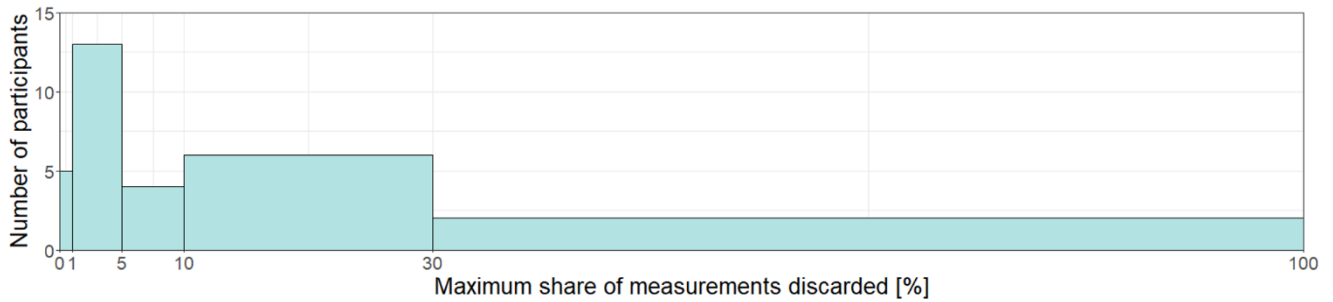 Number of participants
15
10
5
0
0 1 5 10 30 100
Maximum share of measurements discarded [%]